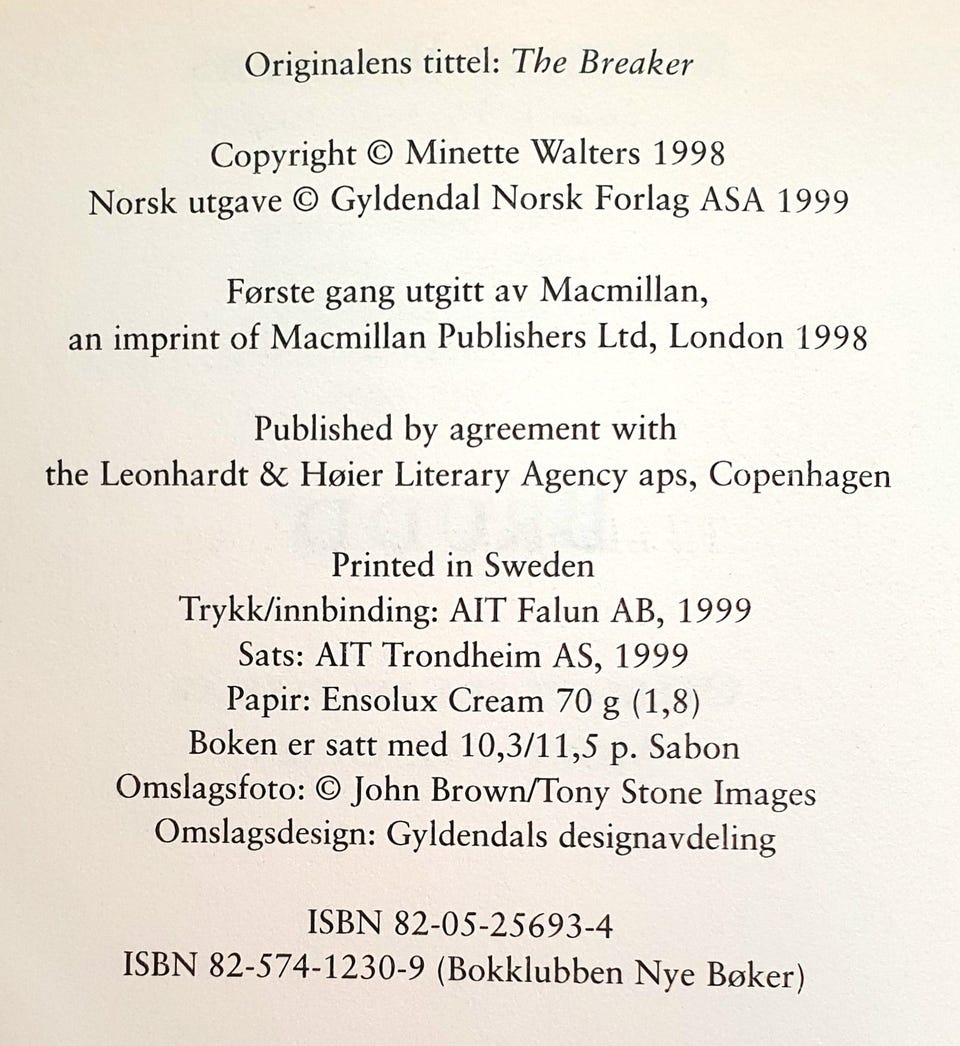 Originalens tittel: The Breaker
Copyright © Minette Walters 1998
Norsk utgave © Gyldendal Norsk Forlag ASA 1999
Første gang utgitt av Macmillan,
an imprint of Macmillan Publishers Ltd, London 1998
Published by agreement with
the Leonhardt & Høier Literary Agency aps, Copenhagen
Printed in Sweden
Trykk/innbinding: AIT Falun AB, 1999
Sats: AIT Trondheim AS, 1999
Papir: Ensolux Cream 70 g (1,8)
Boken er satt med 10,3/11,5 p. Sabon
Omslagsfoto: © John Brown/Tony Stone Images
Omslagsdesign: Gyldendals designavdeling
ISBN 82-05-25693-4
ISBN 82-574-1230-9 (Bokklubben Nye Bøker)